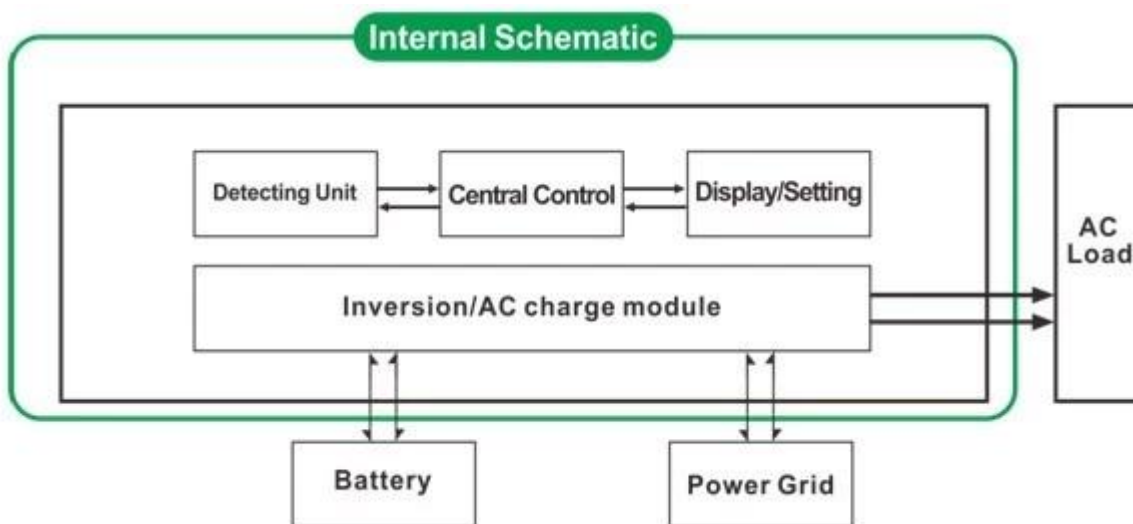 Internal Schematic
Detecting Unit
Central Control
Display/Setting
AC
Load
Inversion/AC charge module
Battery
Power Grid